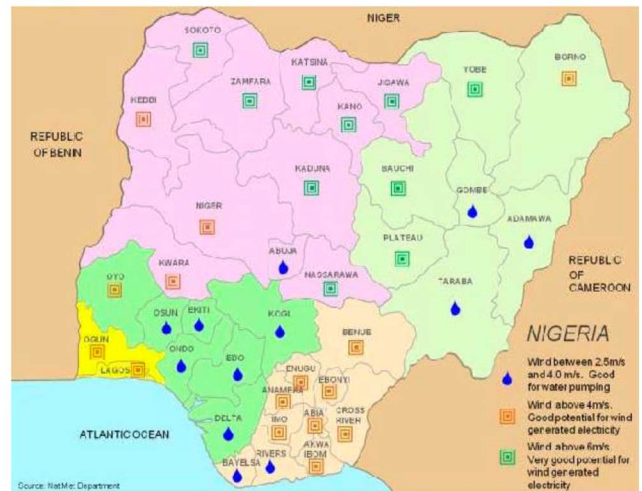 NIGER
SOKOTO
KATSINA
ZAMFARA
JIGAWA
YOBE
BORNO
KEDDI
KANO
REPUBLIC
OF BENIN
KADUNA
BAUCHI
GOMBE
NIGER
ADAMAWA
ABUJA
PLATEAU
REPUBLIC
OF
CAMEROON
KWARA
NASSARAWA
TARABA
OYO
OSUN
EKITI
KOGI
BENUE
NIGERIA
OGUN
ONDO
EDO
LAGOS
ENUGU
EBONYI
ANAMBRA
Wind between 2.5m/s
and 4.0 m/s. Good
for water pumping
DELTA
IMO
ABIA
CROSS
RIVER
Wind above 4m/s.
Good potential for wind
generated electricity
ATLANTIC OCEAN
AKWA
IBOM
BAYELSA
RIVERS
Wind above 6m/s.
Very good potential for
wind generated
electricity
Source: NatMet Department